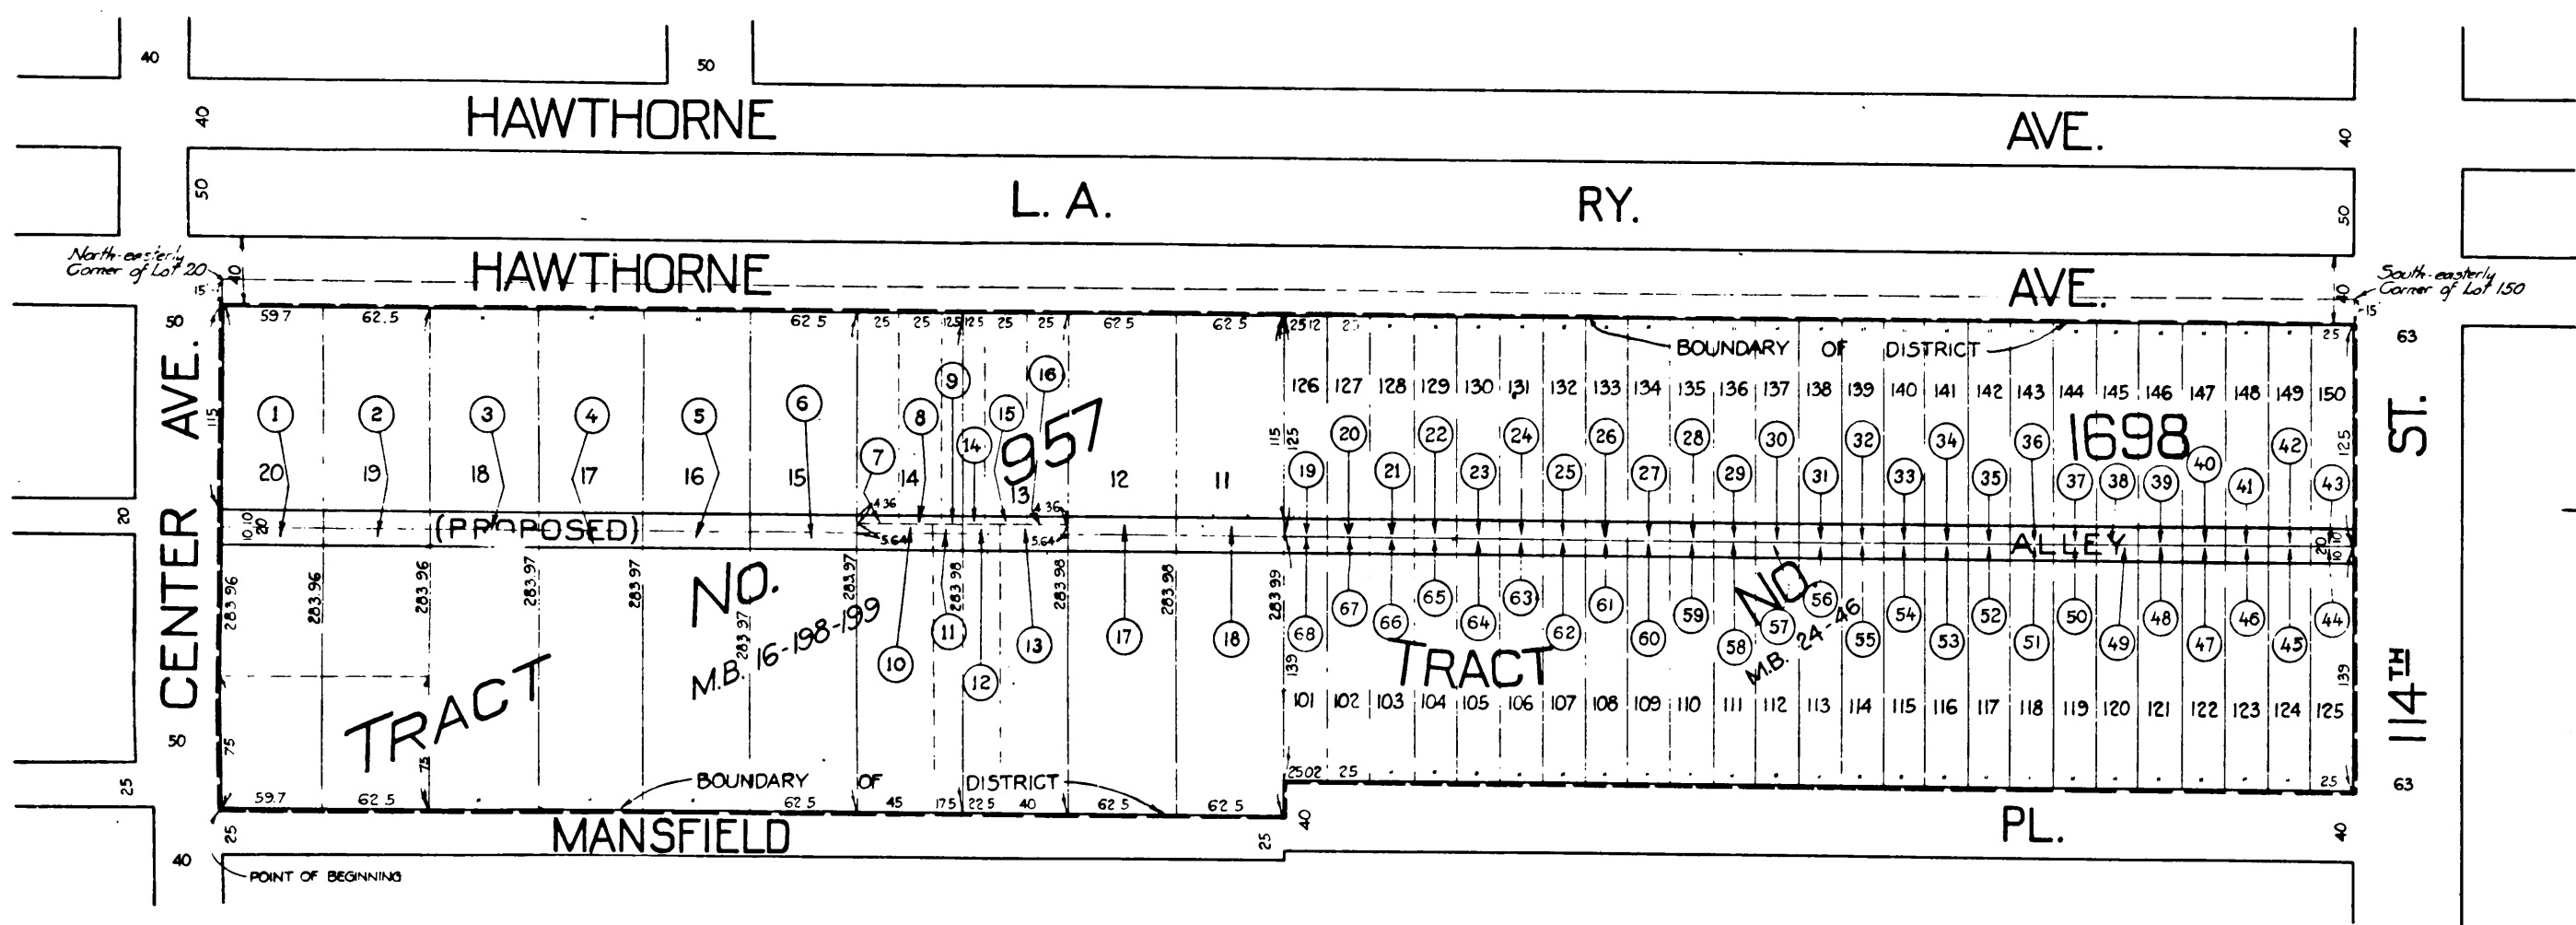 40
50
40
HAWTHORNE AVE.
40
50
L. A. RY.
50
North-easterly
Corner of Lot 20
40
15
HAWTHORNE AVE.
40
South-easterly
Corner of Lot 150
15
50
59.7 62.5 62.5 25 25 12.5 12.5 25 25 62.5 62.5 25.12 25 25
63
BOUNDARY OF DISTRICT
126 127 128 129 130 131 132 133 134 135 136 137 138 139 140 141 142 143 144 145 146 147 148 149 150
CENTER AVE.
115
1 2 3 4 5 6 7 8 9 14 15 16
957
115 125
19 20 21 22 23 24 25 26 27 28 29 30 31 32 33 34 35 36 37 38 39 40 41 42 43
1698
125
114TH ST.
20 19 18 17 16 15 14 13 12 11
4.36 4.36
20
10 10
20
(PROPOSED)
5.64 5.64
ALLEY
20
10 10
283.96 283.96 283.96 283.97 283.97 283.97 283.97 283.98 283.98 283.98 283.99
NO.
M.B. 16-198-199
TRACT
10 11 12 13 17 18
68 67 66 65 64 63 62 61 60 59 58 57 56 55 54 53 52 51 50 49 48 47 46 45 44
139
TRACT
NO
M.B. 24-46
139
101 102 103 104 105 106 107 108 109 110 111 112 113 114 115 116 117 118 119 120 121 122 123 124 125
50
75
75
25
BOUNDARY OF DISTRICT
25.02 25 25
63
59.7 62.5 62.5 45 17.5 22.5 40 62.5 62.5
25
MANSFIELD PL.
25
40
40
40
POINT OF BEGINNING